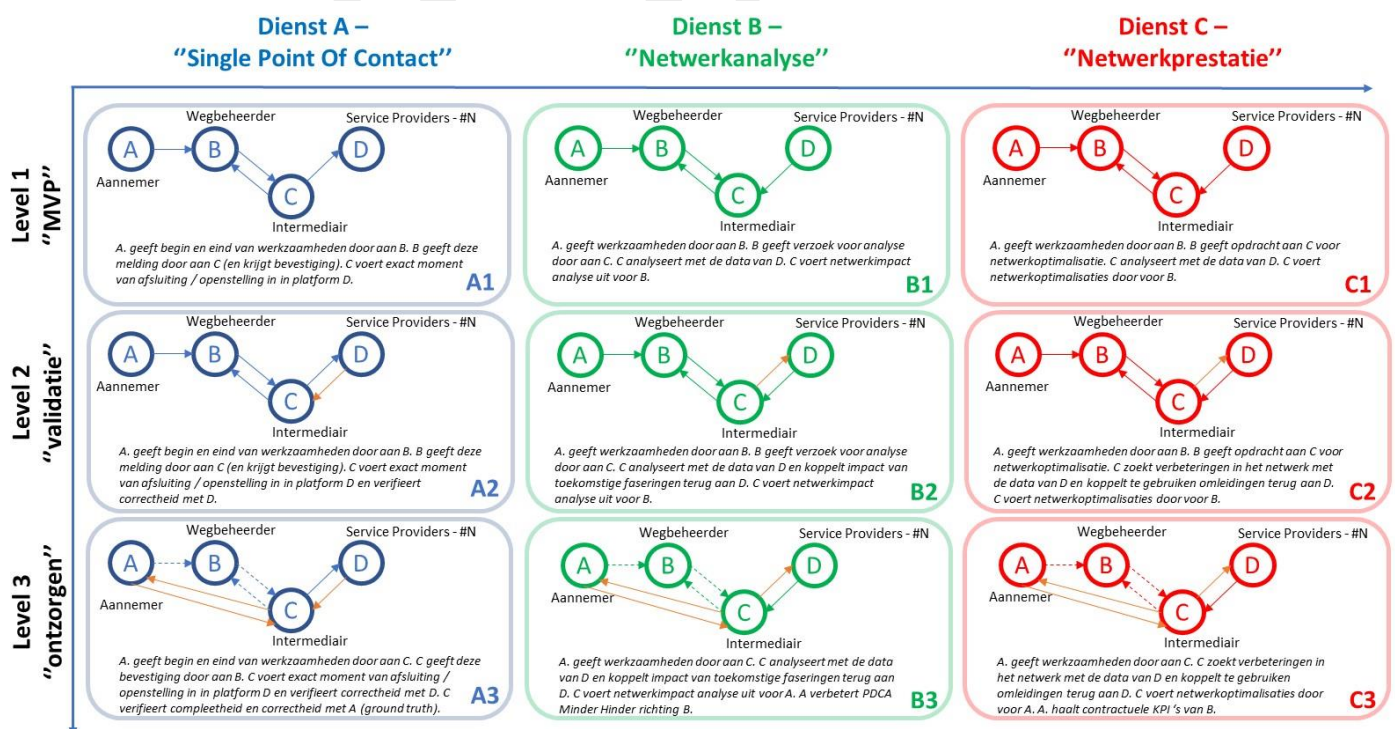 Dienst A –
‘’Single Point Of Contact’’
Dienst B –
‘’Netwerkanalyse’’
Dienst C –
‘’Netwerkprestatie’’
Level 1
‘’MVP’’
Wegbeheerder
Service Providers - #N
A
B
D
Aannemer
C
Intermediair
A. geeft begin en eind van werkzaamheden door aan B. B geeft deze
melding door aan C (en krijgt bevestiging). C voert exact moment
van afsluiting / openstelling in in platform D.
A1
Wegbeheerder
Service Providers - #N
A
B
D
Aannemer
C
Intermediair
A. geeft werkzaamheden door aan B. B geeft verzoek voor analyse
door aan C. C analyseert met de data van D. C voert netwerkimpact
analyse uit voor B.
B1
Wegbeheerder
Service Providers - #N
A
B
D
Aannemer
C
Intermediair
A. geeft werkzaamheden door aan B. B geeft opdracht aan C voor
netwerkoptimalisatie. C analyseert met de data van D. C voert
netwerkoptimalisaties door voor B.
C1
Level 2
‘’validatie’’
Wegbeheerder
Service Providers - #N
A
B
D
Aannemer
C
Intermediair
A. geeft begin en eind van werkzaamheden door aan B. B geeft deze
melding door aan C (en krijgt bevestiging). C voert exact moment
van afsluiting / openstelling in in platform D en verifieert
correctheid met D.
A2
Wegbeheerder
Service Providers - #N
A
B
D
Aannemer
C
Intermediair
A. geeft werkzaamheden door aan B. B geeft verzoek voor analyse
door aan C. C analyseert met de data van D en koppelt impact van
toekomstige faseringen terug aan D. C voert netwerkimpact
analyse uit voor B.
B2
Wegbeheerder
Service Providers - #N
A
B
D
Aannemer
C
Intermediair
A. geeft werkzaamheden door aan B. B geeft opdracht aan C voor
netwerkoptimalisatie. C zoekt verbeteringen in het netwerk met
de data van D en koppelt te gebruiken omleidingen terug aan D.
C voert netwerkoptimalisaties door voor B.
C2
Level 3
‘’ontzorgen’’
Wegbeheerder
Service Providers - #N
A
B
D
Aannemer
C
Intermediair
A. geeft begin en eind van werkzaamheden door aan C. C geeft deze
bevestiging door aan B. C voert exact moment van afsluiting /
openstelling in in platform D en verifieert correctheid met D. C
verifieert compleetheid en correctheid met A (ground truth).
A3
Wegbeheerder
Service Providers - #N
A
B
D
Aannemer
C
Intermediair
A. geeft werkzaamheden door aan C. C analyseert met de data
van D en koppelt impact van toekomstige faseringen terug aan
D. C voert netwerkimpact analyse uit voor A. A verbetert PDCA
Minder Hinder richting B.
B3
Wegbeheerder
Service Providers - #N
A
B
D
Aannemer
C
Intermediair
A. geeft werkzaamheden door aan C. C zoekt verbeteringen in
het netwerk met de data van D en koppelt te gebruiken
omleidingen terug aan D. C voert netwerkoptimalisaties door
voor A. A. haalt contractuele KPI ‘s van B.
C3